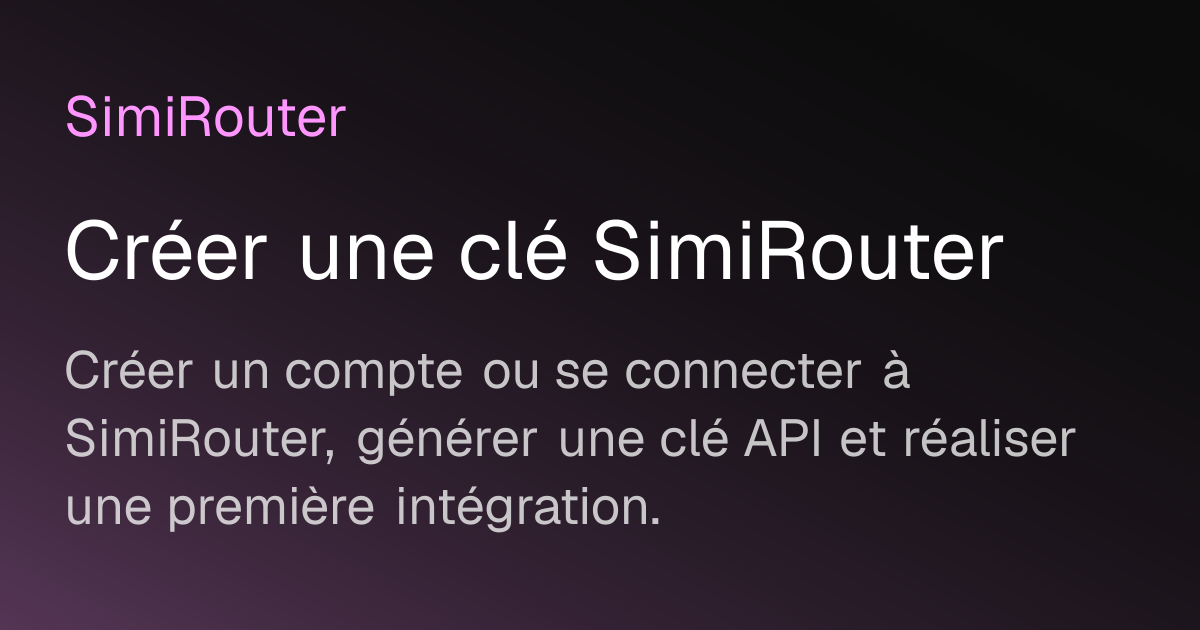 SimiRouter
Créer une clé SimiRouter
Créer un compte ou se connecter à
SimiRouter, générer une clé API et réaliser
une première intégration.